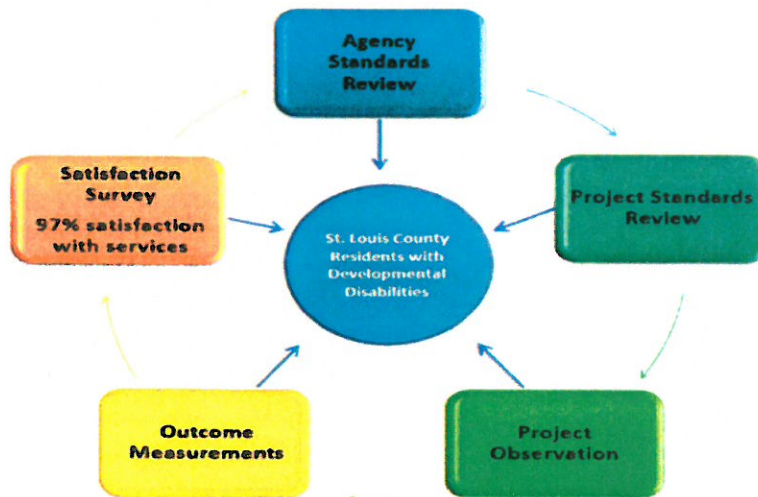 Agency
Standards
Review
Project Standards
Review
Project
Observation
Outcome
Measurements
Satisfaction
Survey
97% satisfaction
with services
St. Louis County
Residents with
Developmental
Disabilities